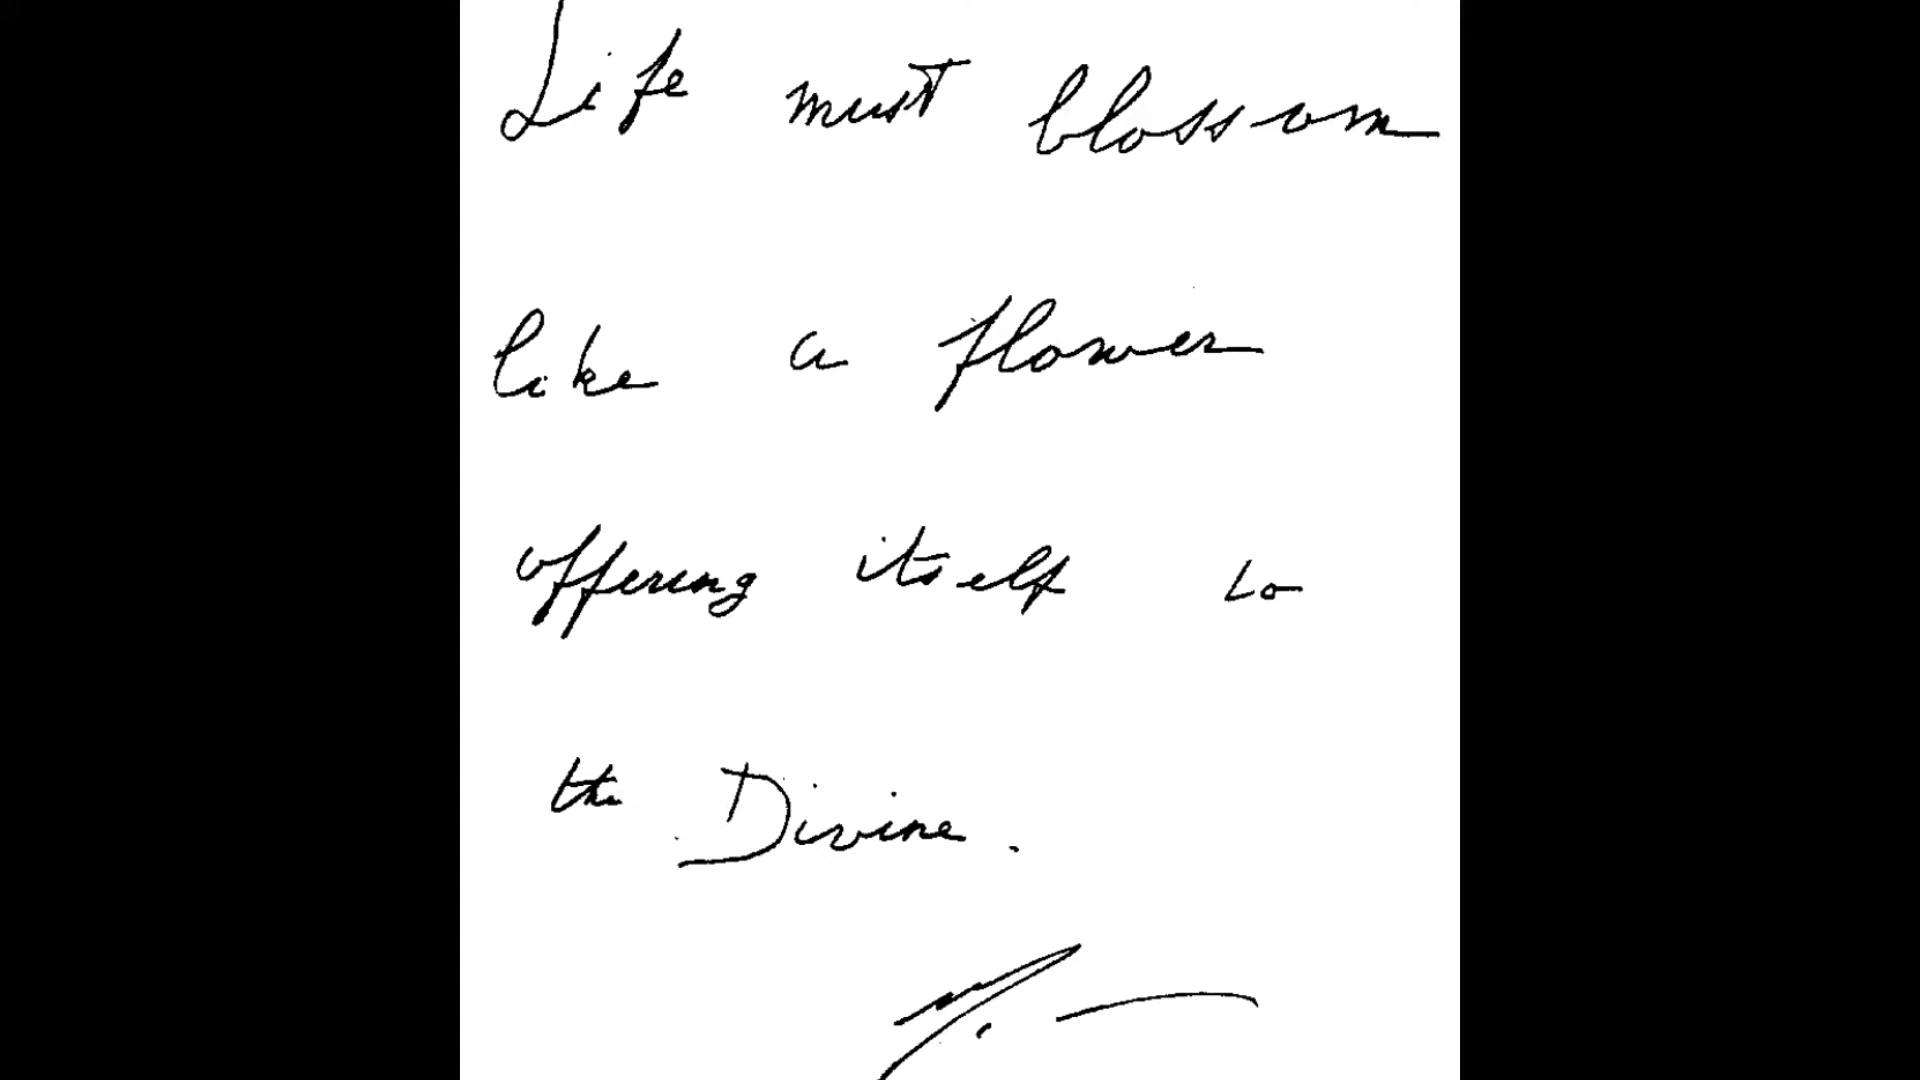 Life must blossom
like a flower
offering itself to
the Divine.